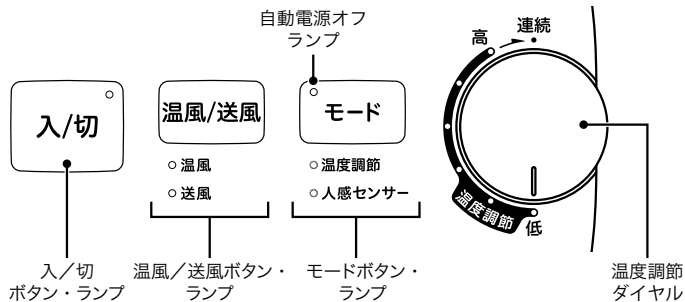 自動電源オフ
ランプ
入/切
温風/送風
温風
送風
モード
温度調節
人感センサー
高
連続
温度調節
低
入／切
ボタン・ランプ
温風／送風ボタン・
ランプ
モードボタン・
ランプ
温度調節
ダイヤル